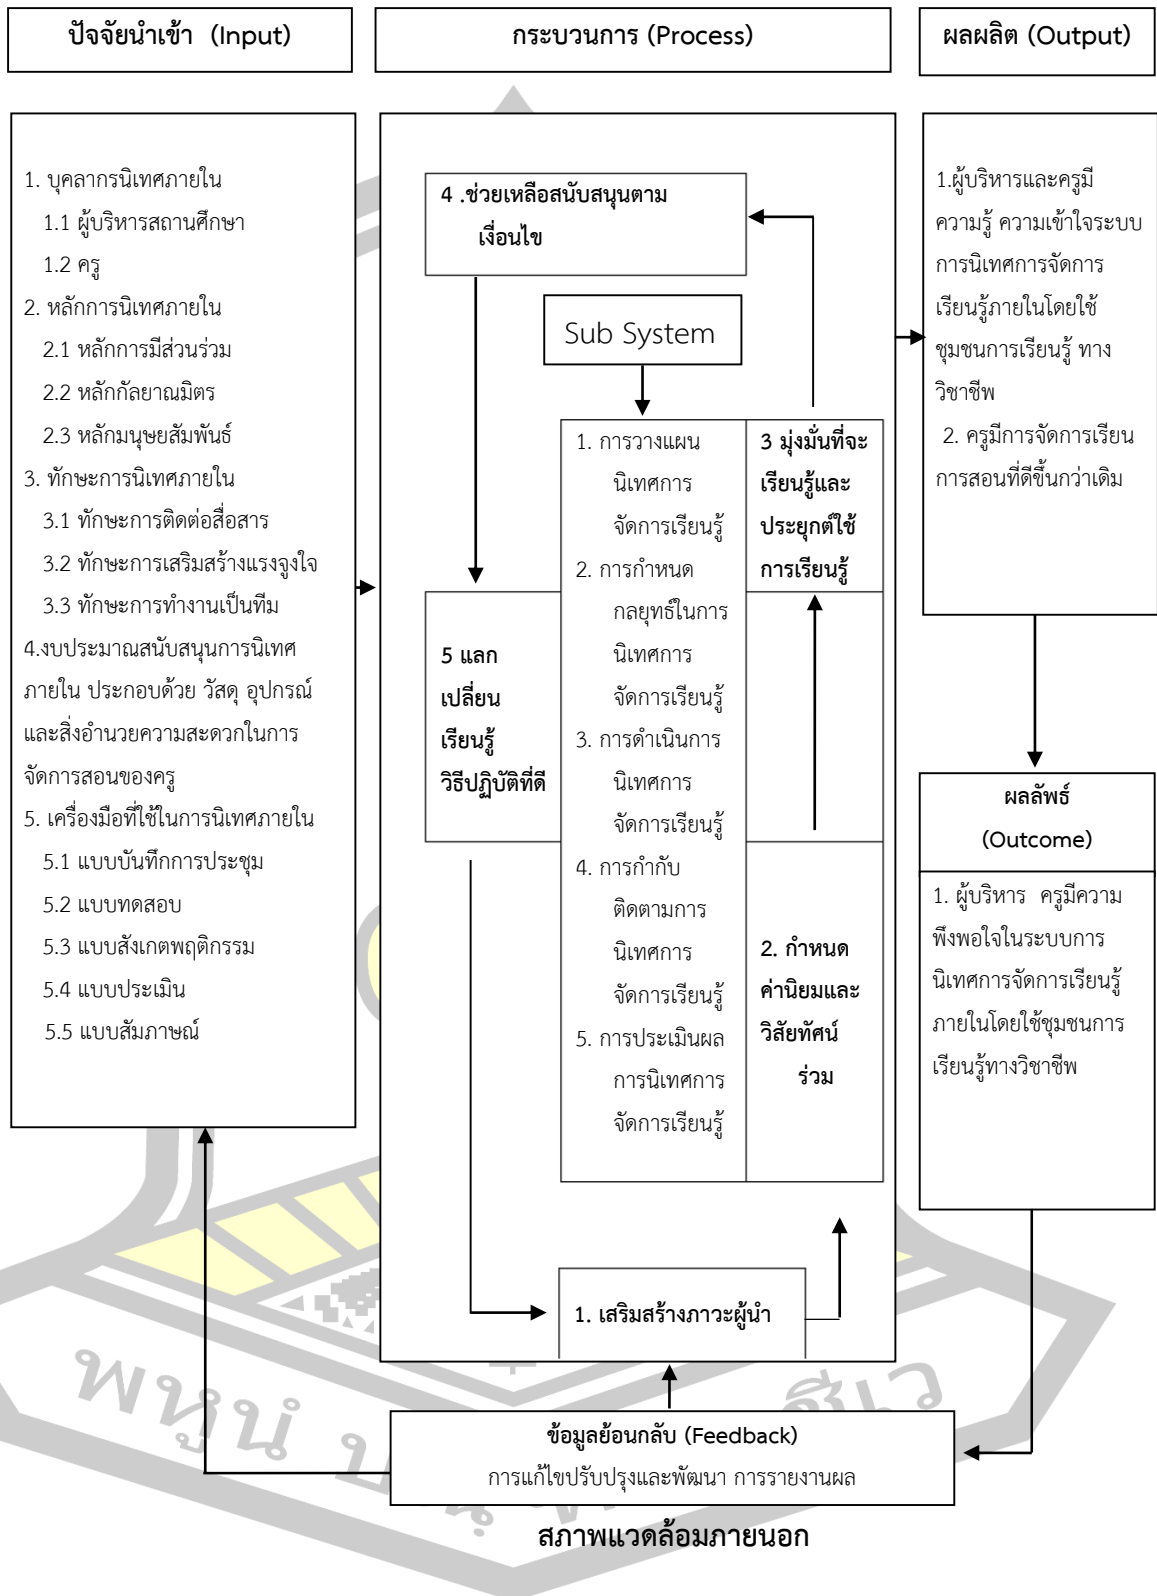 ปัจจัยนำเข้า (Input)
กระบวนการ (Process)
ผลผลิต (Output)
1. บุคลากรนิเทศภายใน
1.1 ผู้บริหารสถานศึกษา
1.2 ครู
2. หลักการนิเทศภายใน
2.1 หลักการมีส่วนร่วม
2.2 หลักกัลยาณมิตร
2.3 หลักมนุษยสัมพันธ์
3. ทักษะการนิเทศภายใน
3.1 ทักษะการติดต่อสื่อสาร
3.2 ทักษะการเสริมสร้างแรงจูงใจ
3.3 ทักษะการทำงานเป็นทีม
4.งบประมาณสนับสนุนการนิเทศ
ภายใน ประกอบด้วย วัสดุ อุปกรณ์
และสิ่งอำนวยความสะดวกในการ
จัดการสอนของครู
5. เครื่องมือที่ใช้ในการนิเทศภายใน
5.1 แบบบันทึกการประชุม
5.2 แบบทดสอบ
5.3 แบบสังเกตพฤติกรรม
5.4 แบบประเมิน
5.5 แบบสัมภาษณ์
4 .ช่วยเหลือสนับสนุนตาม
เงื่อนไข
Sub System
1. การวางแผน
นิเทศการ
จัดการเรียนรู้
2. การกำหนด
กลยุทธ์ในการ
นิเทศการ
จัดการเรียนรู้
3. การดำเนินการ
นิเทศการ
จัดการเรียนรู้
4. การกำกับ
ติดตามการ
นิเทศการ
จัดการเรียนรู้
5. การประเมินผล
การนิเทศการ
จัดการเรียนรู้
3 มุ่งมั่นที่จะ
เรียนรู้และ
ประยุกต์ใช้
การเรียนรู้
5 แลก
เปลี่ยน
เรียนรู้
วิธีปฏิบัติที่ดี
2. กำหนด
ค่านิยมและ
วิสัยทัศน์
ร่วม
1. เสริมสร้างภาวะผู้นำ
1.ผู้บริหารและครูมี
ความรู้ ความเข้าใจระบบ
การนิเทศการจัดการ
เรียนรู้ภายในโดยใช้
ชุมชนการเรียนรู้ ทาง
วิชาชีพ
2. ครูมีการจัดการเรียน
การสอนที่ดีขึ้นกว่าเดิม
ผลลัพธ์
(Outcome)
1. ผู้บริหาร ครูมีความ
พึงพอใจในระบบการ
นิเทศการจัดการเรียนรู้
ภายในโดยใช้ชุมชนการ
เรียนรู้ทางวิชาชีพ
ข้อมูลย้อนกลับ (Feedback)
การแก้ไขปรับปรุงและพัฒนา การรายงานผล
สภาพแวดล้อมภายนอก
พหูนํ
ชีเว